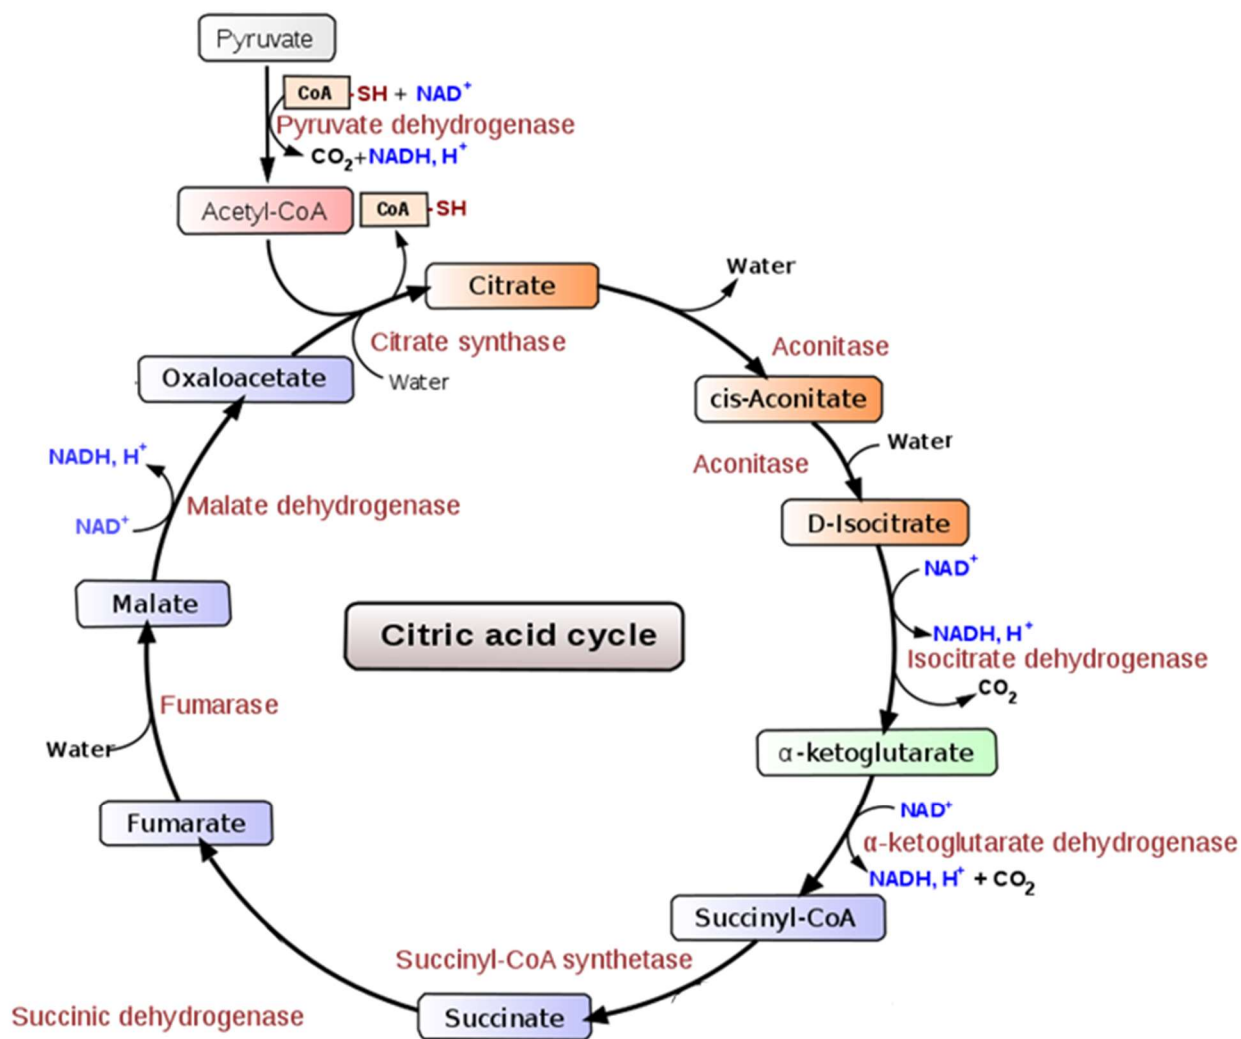 Pyruvate
CoA-SH + NAD⁺
Pyruvate dehydrogenase
CO₂+NADH, H⁺
Acetyl-CoA
CoA-SH
Citrate
Water
Citrate synthase
Water
Aconitase
Oxaloacetate
cis-Aconitate
Water
Aconitase
NADH, H⁺
Malate dehydrogenase
NAD⁺
D-Isocitrate
NAD⁺
NADH, H⁺
Isocitrate dehydrogenase
CO₂
Malate
Citric acid cycle
Fumarase
Water
α-ketoglutarate
NAD⁺
α-ketoglutarate dehydrogenase
NADH, H⁺ + CO₂
Fumarate
Succinyl-CoA
Succinyl-CoA synthetase
Succinate
Succinic dehydrogenase